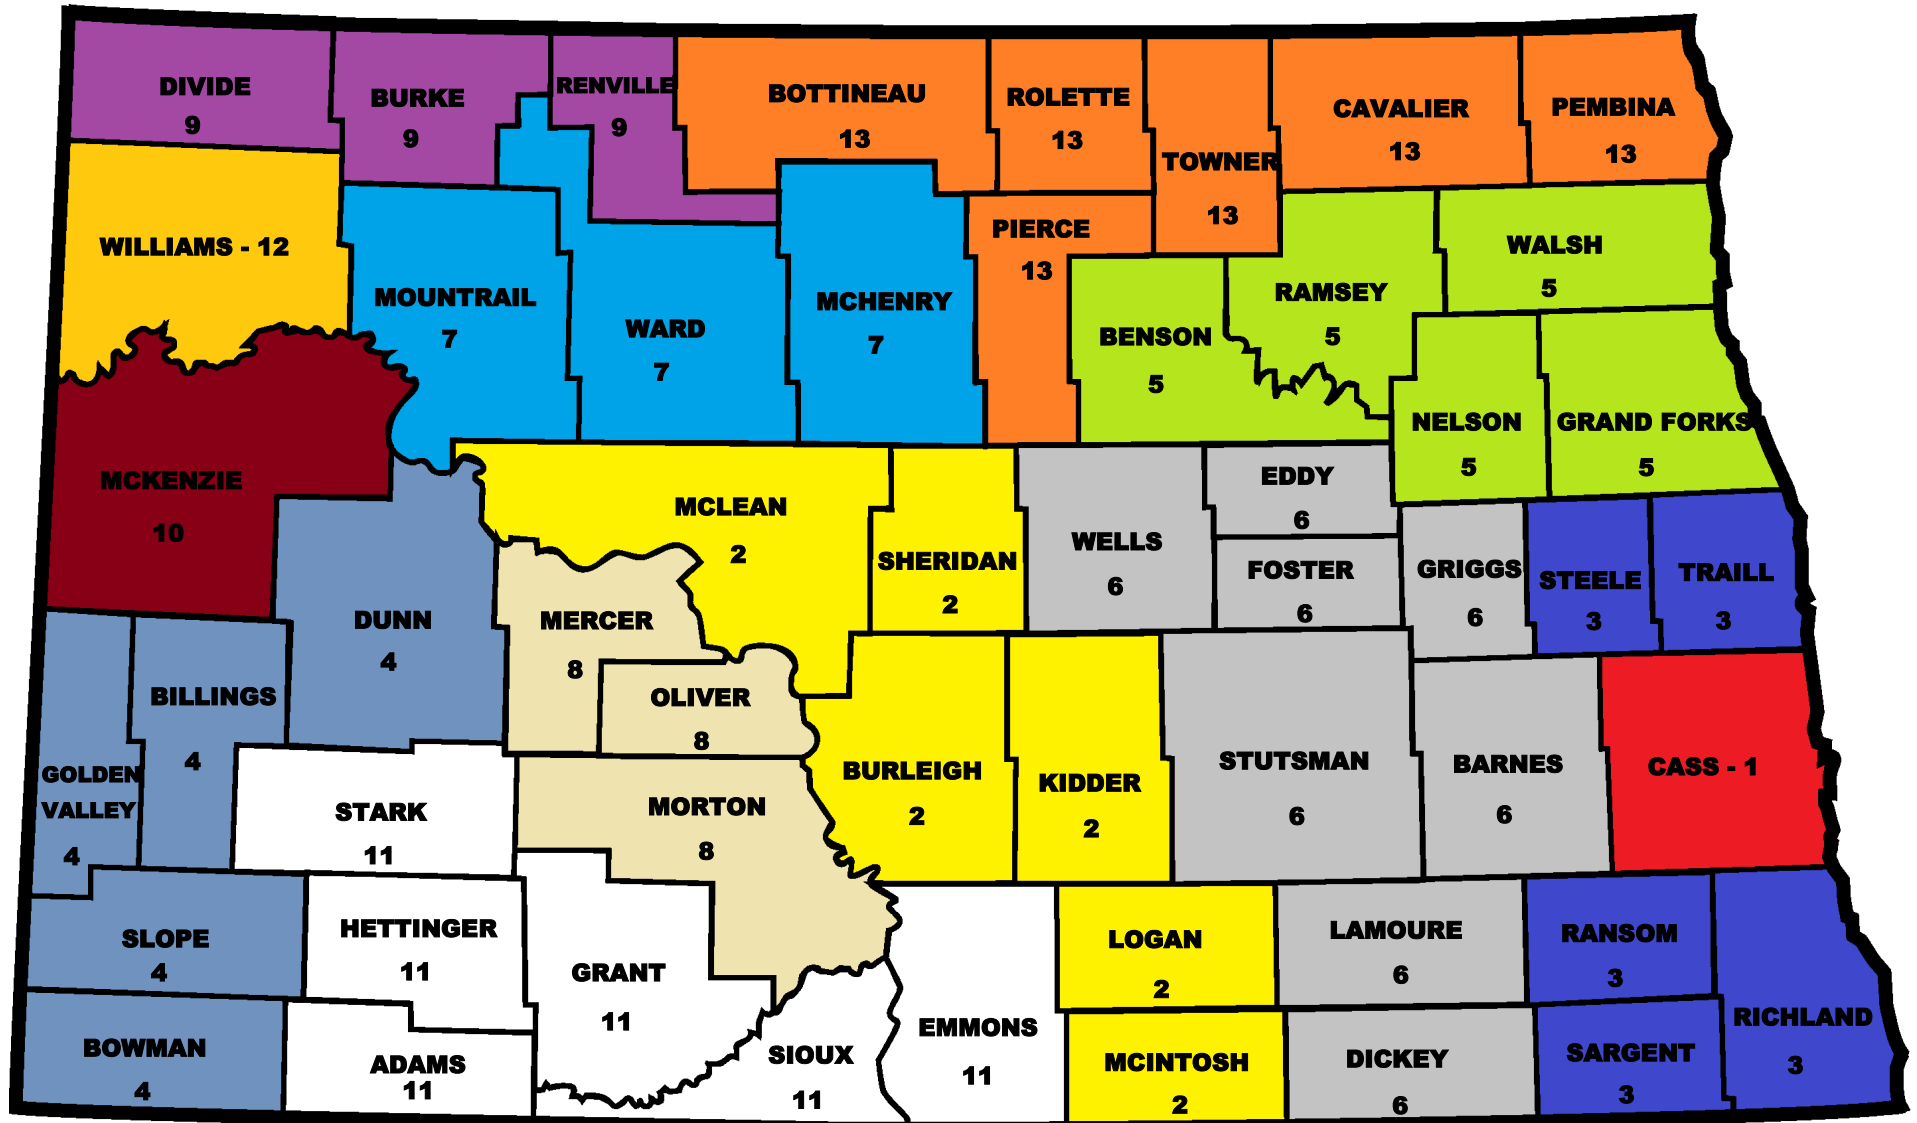 DIVIDE
9
BURKE
9
RENVILLE
9
BOTTINEAU
13
ROLETTE
13
TOWNER
13
CAVALIER
13
PEMBINA
13
WILLIAMS - 12
MOUNTRAIL
7
WARD
7
MCHENRY
7
PIERCE
13
BENSON
5
RAMSEY
5
WALSH
5
NELSON
5
GRAND FORKS
5
MCKENZIE
10
DUNN
4
MCLEAN
2
SHERIDAN
2
WELLS
6
EDDY
6
FOSTER
6
GRIGGS
6
STEELE
3
TRAILL
3
MERCER
8
OLIVER
8
BILLINGS
4
GOLDEN
VALLEY
4
STARK
11
MORTON
8
BURLEIGH
2
KIDDER
2
STUTSMAN
6
BARNES
6
CASS - 1
SLOPE
4
HETTINGER
11
GRANT
11
EMMONS
11
LOGAN
2
LAMOURE
6
RANSOM
3
RICHLAND
3
BOWMAN
4
ADAMS
11
SIOUX
11
MCINTOSH
2
DICKEY
6
SARGENT
3